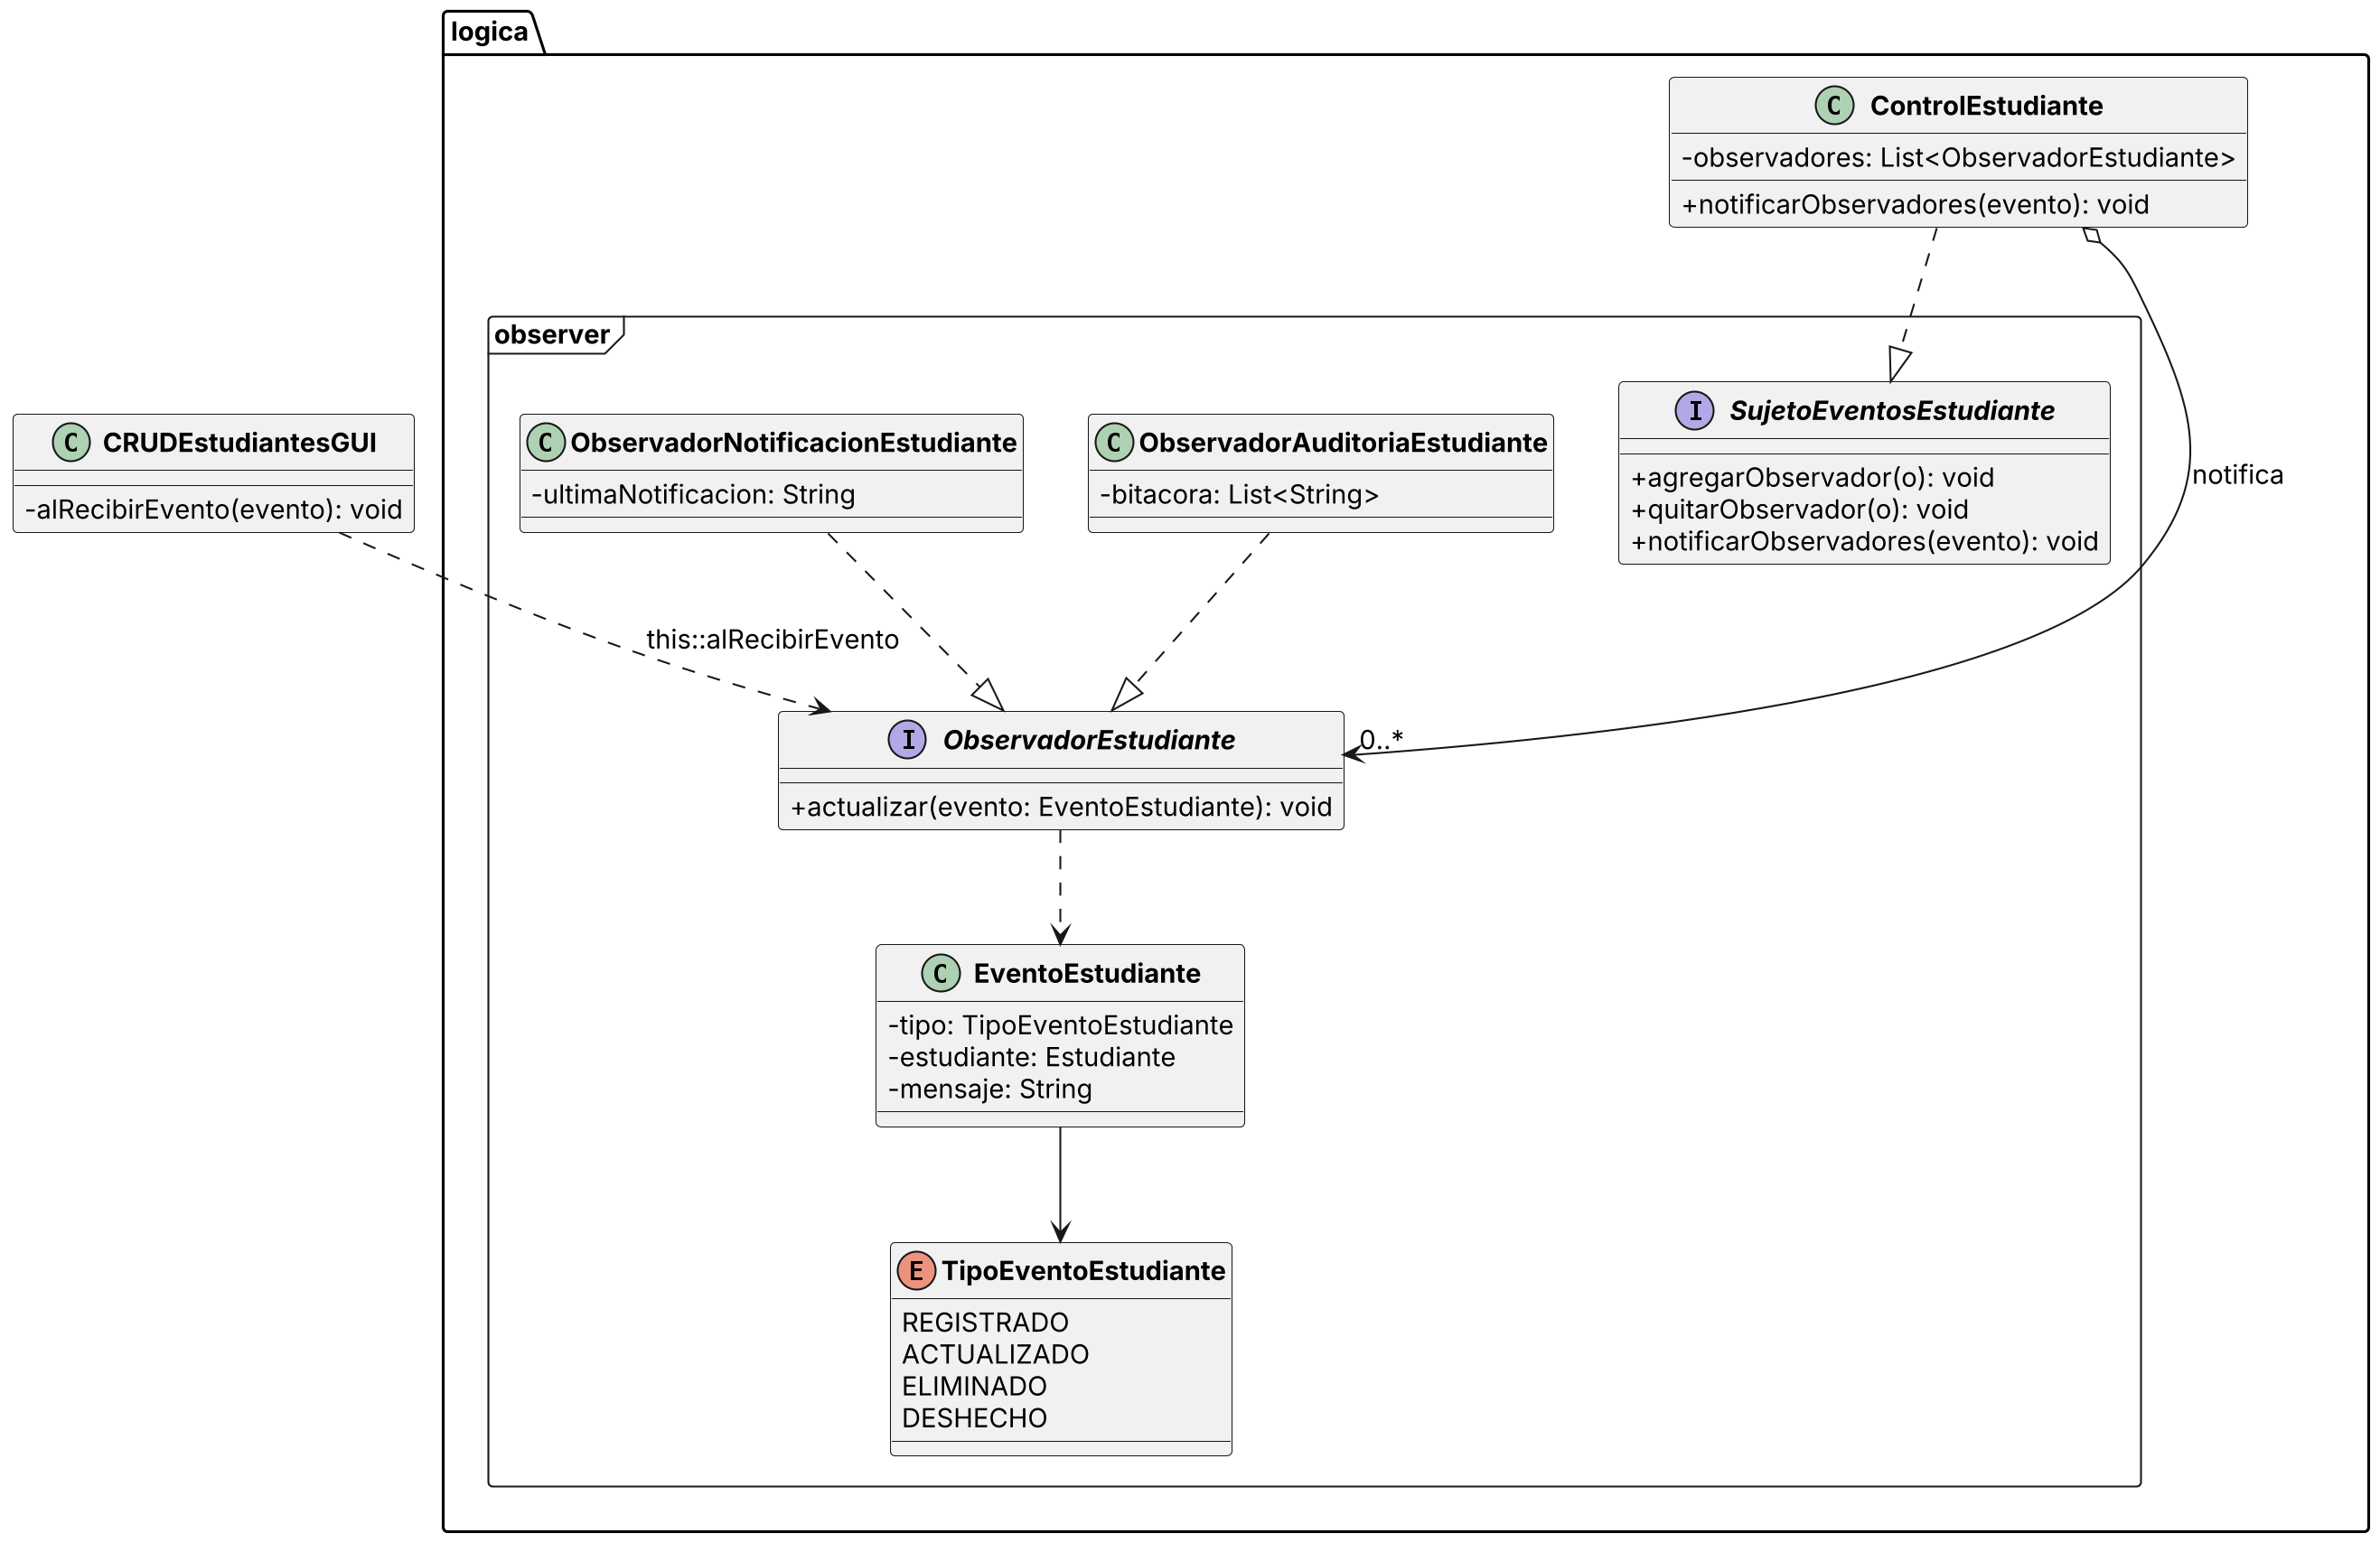 logica
C ControlEstudiante
-observadores: List<ObservadorEstudiante>
+notificarObservadores(evento): void
observer
I SujetoEventosEstudiante
+agregarObservador(o): void
+quitarObservador(o): void
+notificarObservadores(evento): void
notifica
C CRUDEstudiantesGUI
-alRecibirEvento(evento): void
C ObservadorNotificacionEstudiante
-ultimaNotificacion: String
C ObservadorAuditoriaEstudiante
-bitacora: List<String>
this::alRecibirEvento
I ObservadorEstudiante
+actualizar(evento: EventoEstudiante): void
0..*
C EventoEstudiante
-tipo: TipoEventoEstudiante
-estudiante: Estudiante
-mensaje: String
E TipoEventoEstudiante
REGISTRADO
ACTUALIZADO
ELIMINADO
DESHECHO